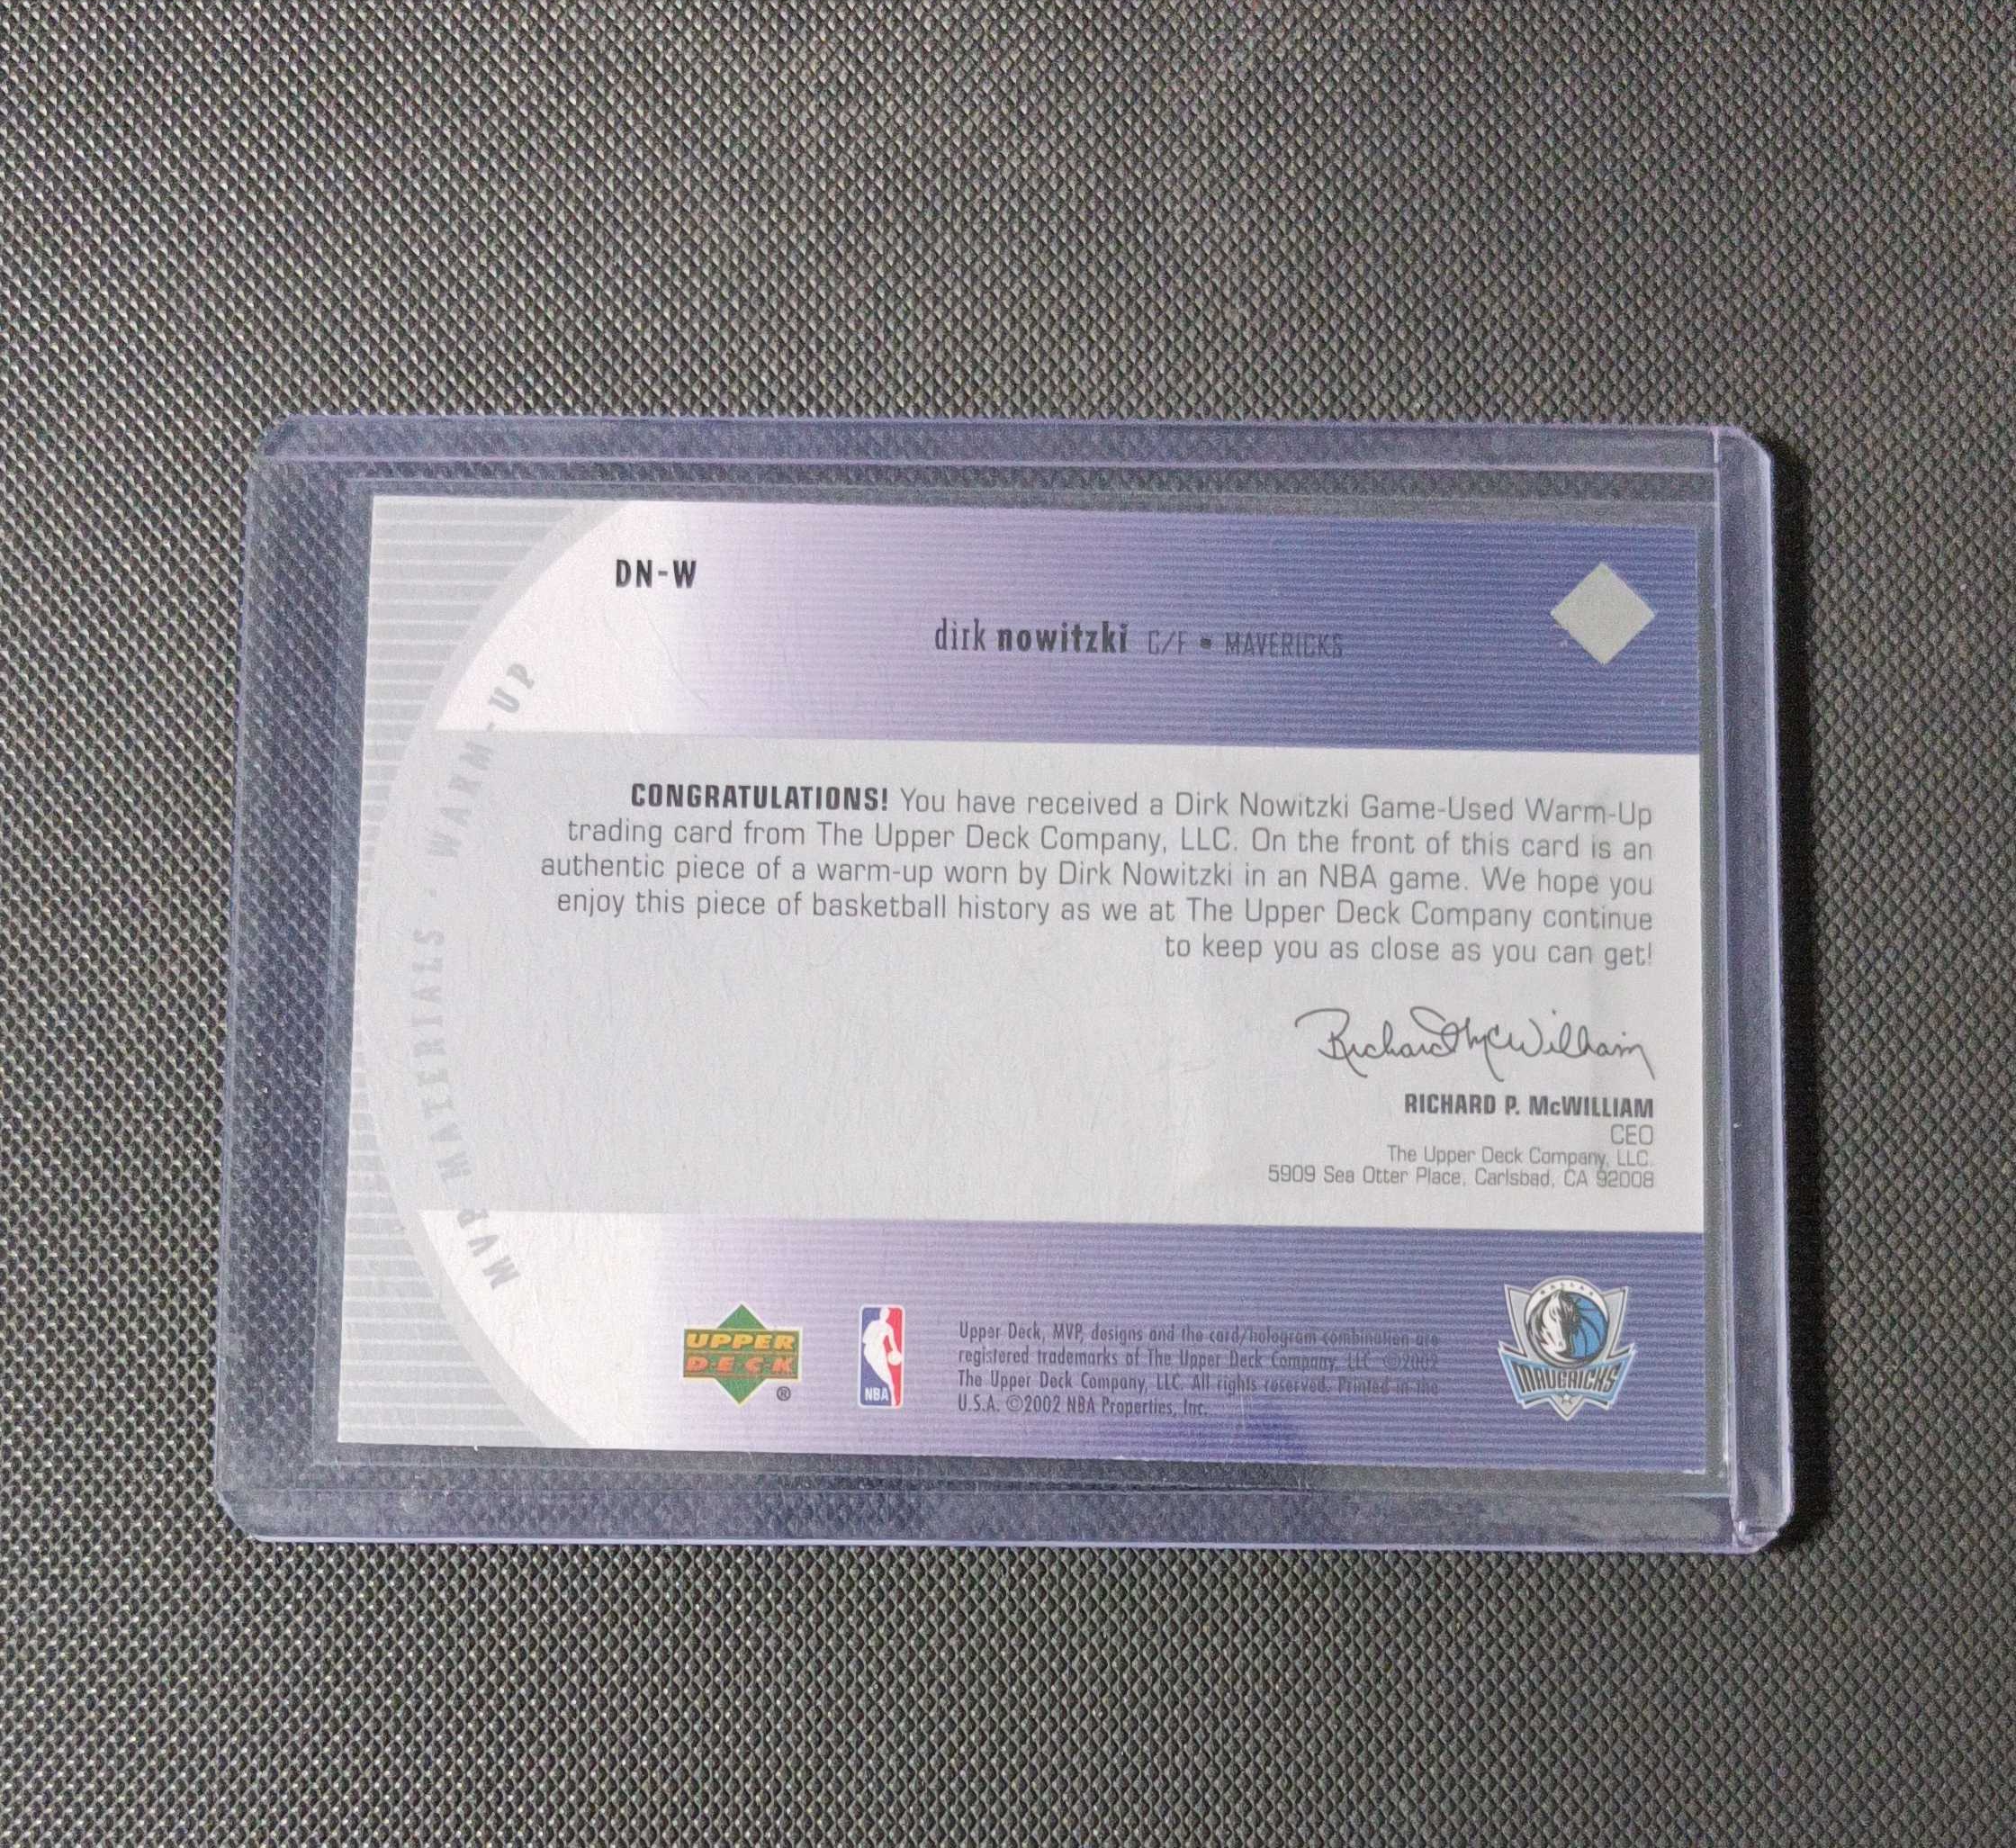 DN-W
dirk nowitzki C/F • MAVERICKS
MVP MATERIALS • WARM-UP
CONGRATULATIONS! You have received a Dirk Nowitzki Game-Used Warm-Up
trading card from The Upper Deck Company, LLC. On the front of this card is an
authentic piece of a warm-up worn by Dirk Nowitzki in an NBA game. We hope you
enjoy this piece of basketball history as we at The Upper Deck Company continue
to keep you as close as you can get!
Richard McWilliam
RICHARD P. McWILLIAM
CEO
The Upper Deck Company, LLC.
5909 Sea Otter Place, Carlsbad, CA 92008
UPPER
DECK
®
NBA
Upper Deck, MVP, designs and the card/hologram combination are
registered trademarks of The Upper Deck Company, LLC ©2002
The Upper Deck Company, LLC. All rights reserved. Printed in the
U.S.A. ©2002 NBA Properties, Inc.
MAVERICKS